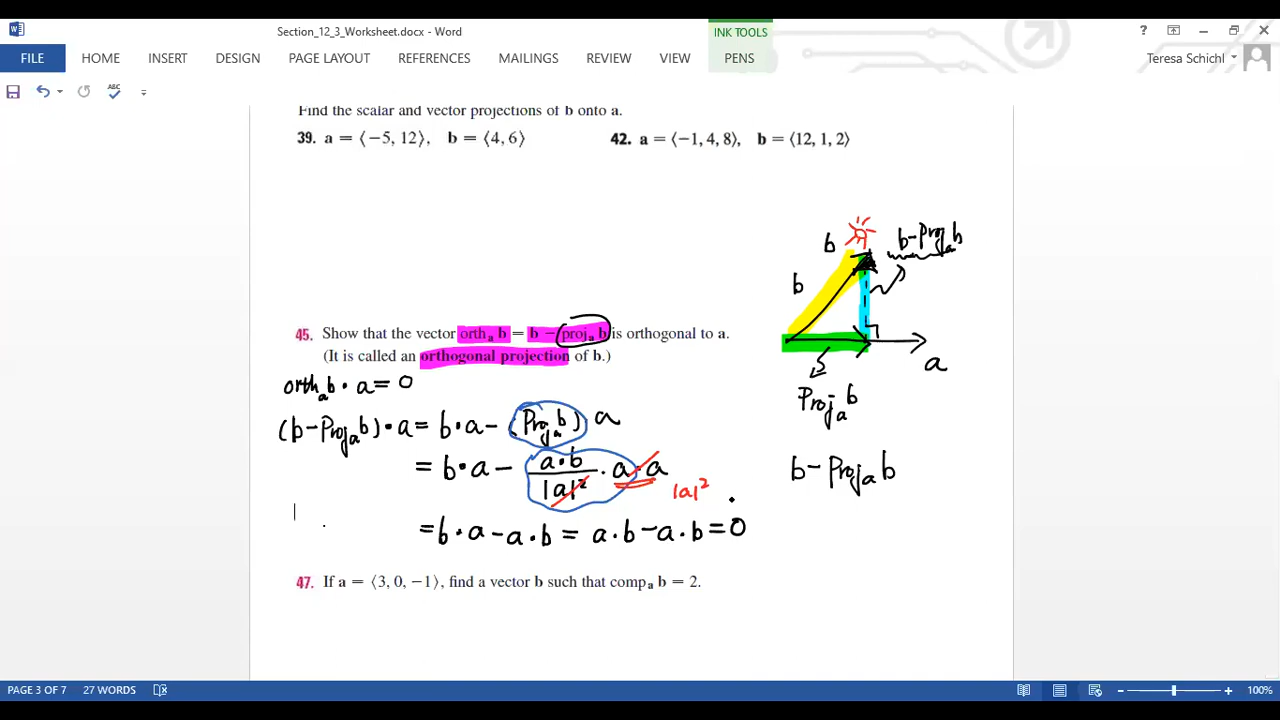 Section_12_3_Worksheet.docx - Word
INK TOOLS
?
FILE HOME INSERT DESIGN PAGE LAYOUT REFERENCES MAILINGS REVIEW VIEW PENS
Teresa Schichl
ABC
Find the scalar and vector projections of b onto a.
39. a = ⟨−5, 12⟩, b = ⟨4, 6⟩
42. a = ⟨−1, 4, 8⟩, b = ⟨12, 1, 2⟩
b
b-Proj_a b
b
a
Proj_a b
b - Proj_a b
45. Show that the vector orth_a b = b − proj_a b is orthogonal to a.
(It is called an orthogonal projection of b.)
orth_a b · a = 0
(b-Proj_a b) · a = b · a - (Proj_a b) a
= b · a - a·b / |a|² · a · a
|a|²
= b · a - a · b = a · b - a · b = 0
47. If a = ⟨3, 0, −1⟩, find a vector b such that comp_a b = 2.
PAGE 3 OF 7 27 WORDS
100%